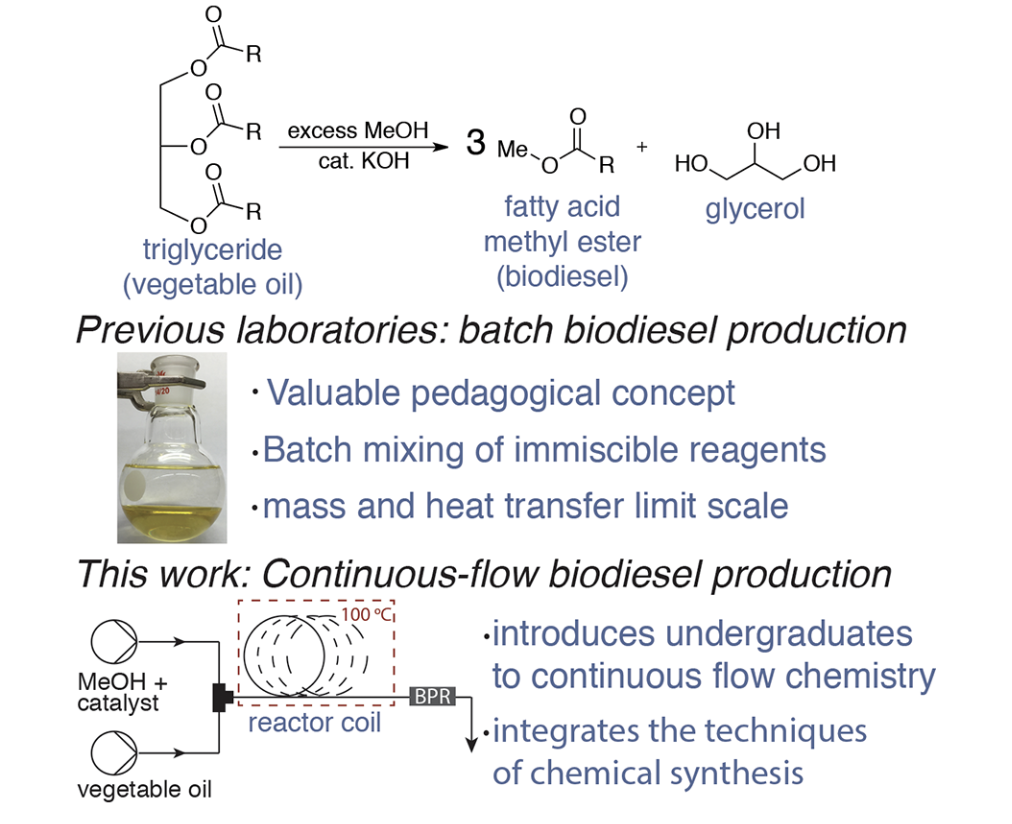 O
O
R
O
O
R
excess MeOH
cat. KOH
O
O
R
3
Me
O
O
R
+
OH
HO
OH
triglyceride
(vegetable oil)
fatty acid
methyl ester
(biodiesel)
glycerol
Previous laboratories: batch biodiesel production
· Valuable pedagogical concept
·Batch mixing of immiscible reagents
·mass and heat transfer limit scale
This work: Continuous-flow biodiesel production
100 ºC
MeOH +
catalyst
reactor coil
BPR
vegetable oil
·introduces undergraduates
to continuous flow chemistry
·integrates the techniques
of chemical synthesis